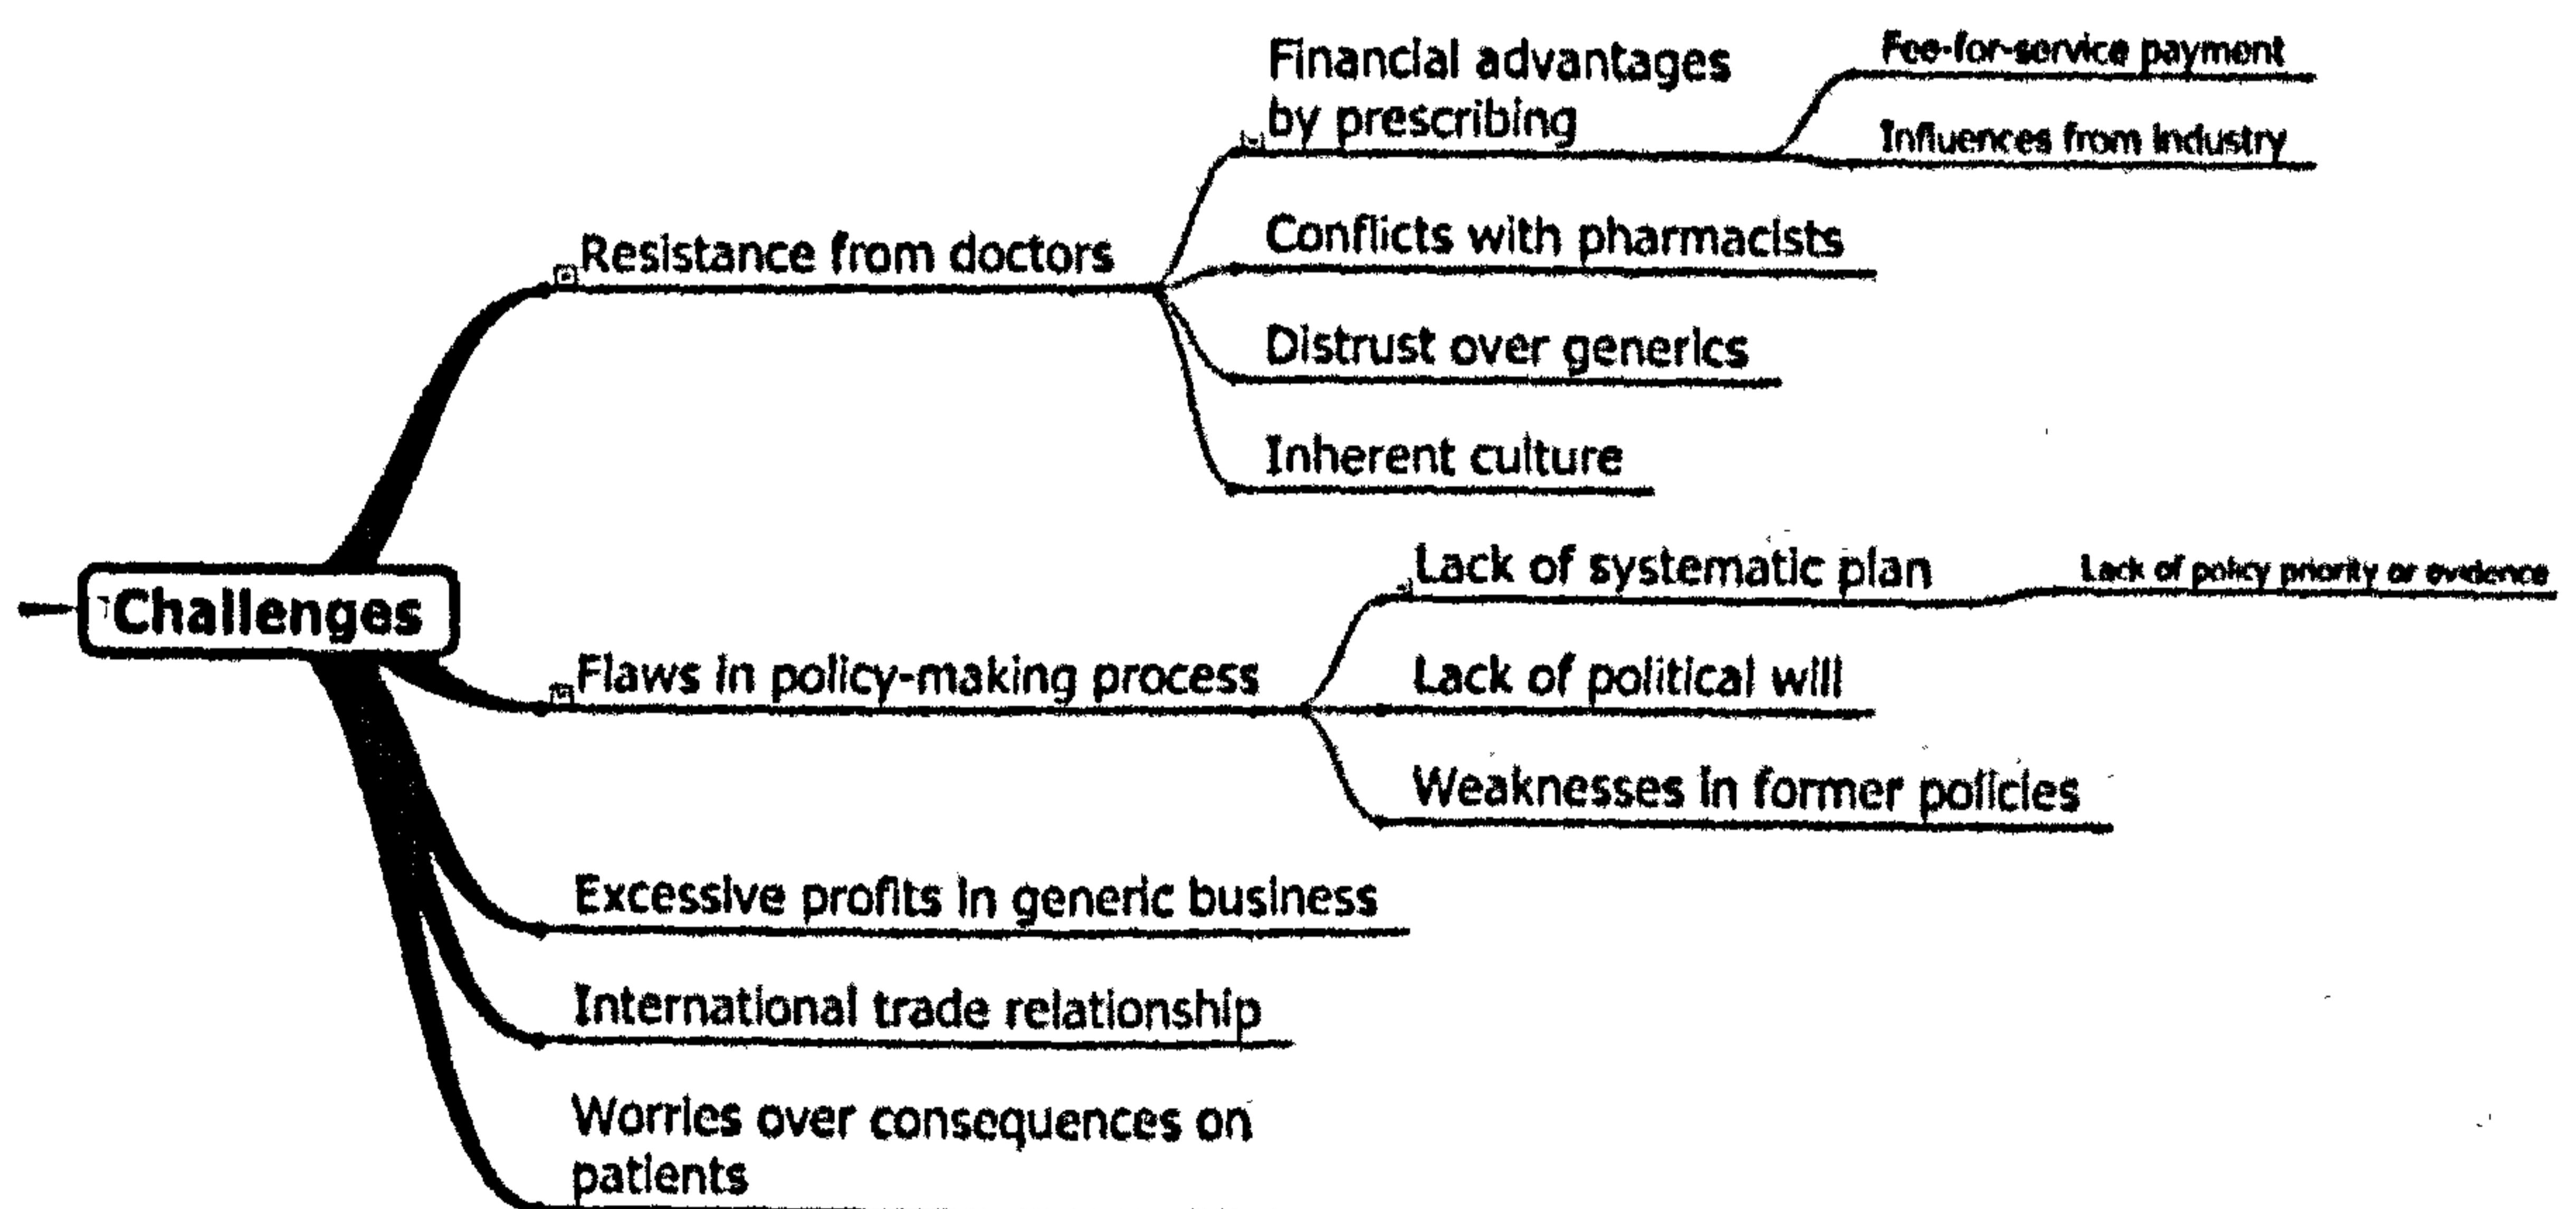 Challenges
Resistance from doctors
Financial advantages
by prescribing
Fee-for-service payment
Influences from industry
Conflicts with pharmacists
Distrust over generics
Inherent culture
Flaws in policy-making process
Lack of systematic plan
Lack of policy priority or evidence
Lack of political will
Weaknesses in former policies
Excessive profits in generic business
International trade relationship
Worries over consequences on
patients